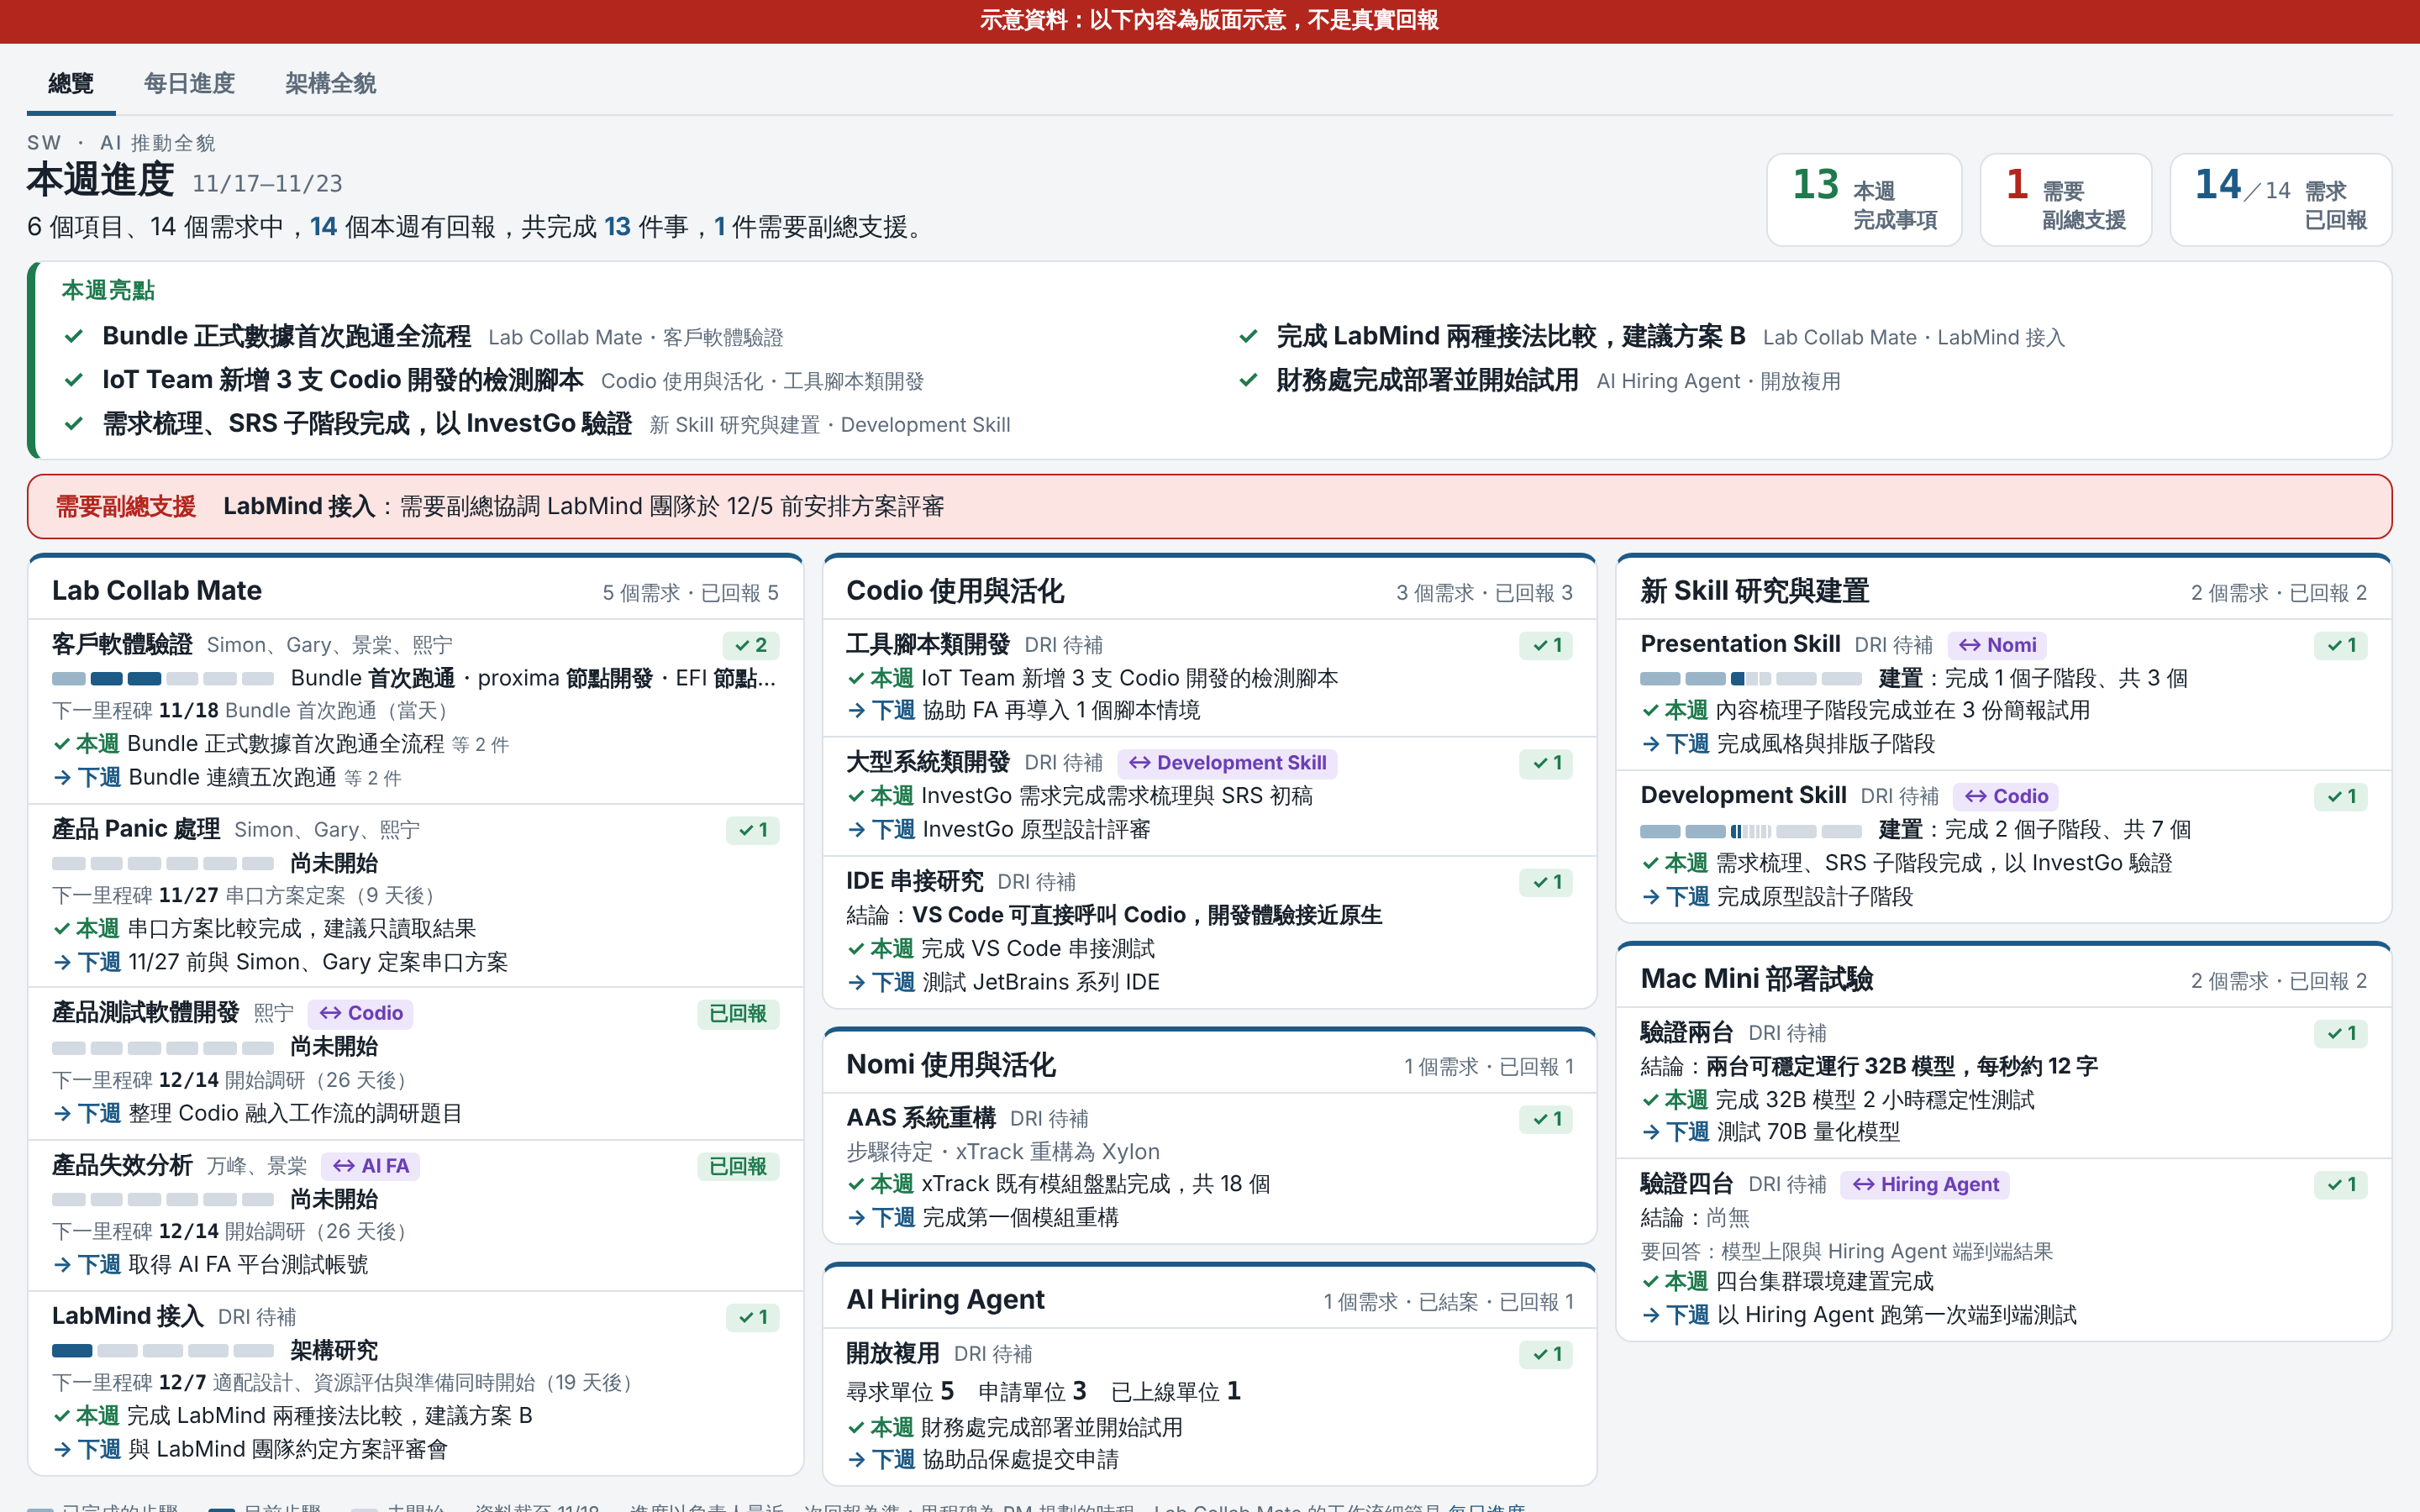 示意資料：以下內容為版面示意，不是真實回報
總覽 每日進度 架構全貌
SW · AI 推動全貌
本週進度 11/17–11/23
6 個項目、14 個需求中，14 個本週有回報，共完成 13 件事，1 件需要副總支援。
13 本週完成事項
1 需要副總支援
14／14 需求已回報
本週亮點
✓ Bundle 正式數據首次跑通全流程 Lab Collab Mate · 客戶軟體驗證
✓ 完成 LabMind 兩種接法比較，建議方案 B Lab Collab Mate · LabMind 接入
✓ IoT Team 新增 3 支 Codio 開發的檢測腳本 Codio 使用與活化 · 工具腳本類開發
✓ 財務處完成部署並開始試用 AI Hiring Agent · 開放複用
✓ 需求梳理、SRS 子階段完成，以 InvestGo 驗證 新 Skill 研究與建置 · Development Skill
需要副總支援 LabMind 接入：需要副總協調 LabMind 團隊於 12/5 前安排方案評審
Lab Collab Mate 5 個需求 · 已回報 5
客戶軟體驗證 Simon、Gary、景棠、熙宁 ✓ 2
Bundle 首次跑通 · proxima 節點開發 · EFI 節點...
下一里程碑 11/18 Bundle 首次跑通（當天）
✓ 本週 Bundle 正式數據首次跑通全流程 等 2 件
→ 下週 Bundle 連續五次跑通 等 2 件
產品 Panic 處理 Simon、Gary、熙宁 ✓ 1
尚未開始
下一里程碑 11/27 串口方案定案（9 天後）
✓ 本週 串口方案比較完成，建議只讀取結果
→ 下週 11/27 前與 Simon、Gary 定案串口方案
產品測試軟體開發 熙宁 ↔ Codio 已回報
尚未開始
下一里程碑 12/14 開始調研（26 天後）
→ 下週 整理 Codio 融入工作流的調研題目
產品失效分析 万峰、景棠 ↔ AI FA 已回報
尚未開始
下一里程碑 12/14 開始調研（26 天後）
→ 下週 取得 AI FA 平台測試帳號
LabMind 接入 DRI 待補 ✓ 1
架構研究
下一里程碑 12/7 適配設計、資源評估與準備同時開始（19 天後）
✓ 本週 完成 LabMind 兩種接法比較，建議方案 B
→ 下週 與 LabMind 團隊約定方案評審會
Codio 使用與活化 3 個需求 · 已回報 3
工具腳本類開發 DRI 待補 ✓ 1
✓ 本週 IoT Team 新增 3 支 Codio 開發的檢測腳本
→ 下週 協助 FA 再導入 1 個腳本情境
大型系統類開發 DRI 待補 ↔ Development Skill ✓ 1
✓ 本週 InvestGo 需求完成需求梳理與 SRS 初稿
→ 下週 InvestGo 原型設計評審
IDE 串接研究 DRI 待補 ✓ 1
結論：VS Code 可直接呼叫 Codio，開發體驗接近原生
✓ 本週 完成 VS Code 串接測試
→ 下週 測試 JetBrains 系列 IDE
Nomi 使用與活化 1 個需求 · 已回報 1
AAS 系統重構 DRI 待補 ✓ 1
步驟待定 · xTrack 重構為 Xylon
✓ 本週 xTrack 既有模組盤點完成，共 18 個
→ 下週 完成第一個模組重構
AI Hiring Agent 1 個需求 · 已結案 · 已回報 1
開放複用 DRI 待補 ✓ 1
尋求單位 5 申請單位 3 已上線單位 1
✓ 本週 財務處完成部署並開始試用
→ 下週 協助品保處提交申請
新 Skill 研究與建置 2 個需求 · 已回報 2
Presentation Skill DRI 待補 ↔ Nomi ✓ 1
建置：完成 1 個子階段、共 3 個
✓ 本週 內容梳理子階段完成並在 3 份簡報試用
→ 下週 完成風格與排版子階段
Development Skill DRI 待補 ↔ Codio ✓ 1
建置：完成 2 個子階段、共 7 個
✓ 本週 需求梳理、SRS 子階段完成，以 InvestGo 驗證
→ 下週 完成原型設計子階段
Mac Mini 部署試驗 2 個需求 · 已回報 2
驗證兩台 DRI 待補 ✓ 1
結論：兩台可穩定運行 32B 模型，每秒約 12 字
✓ 本週 完成 32B 模型 2 小時穩定性測試
→ 下週 測試 70B 量化模型
驗證四台 DRI 待補 ↔ Hiring Agent ✓ 1
結論：尚無
要回答：模型上限與 Hiring Agent 端到端結果
✓ 本週 四台集群環境建置完成
→ 下週 以 Hiring Agent 跑第一次端到端測試